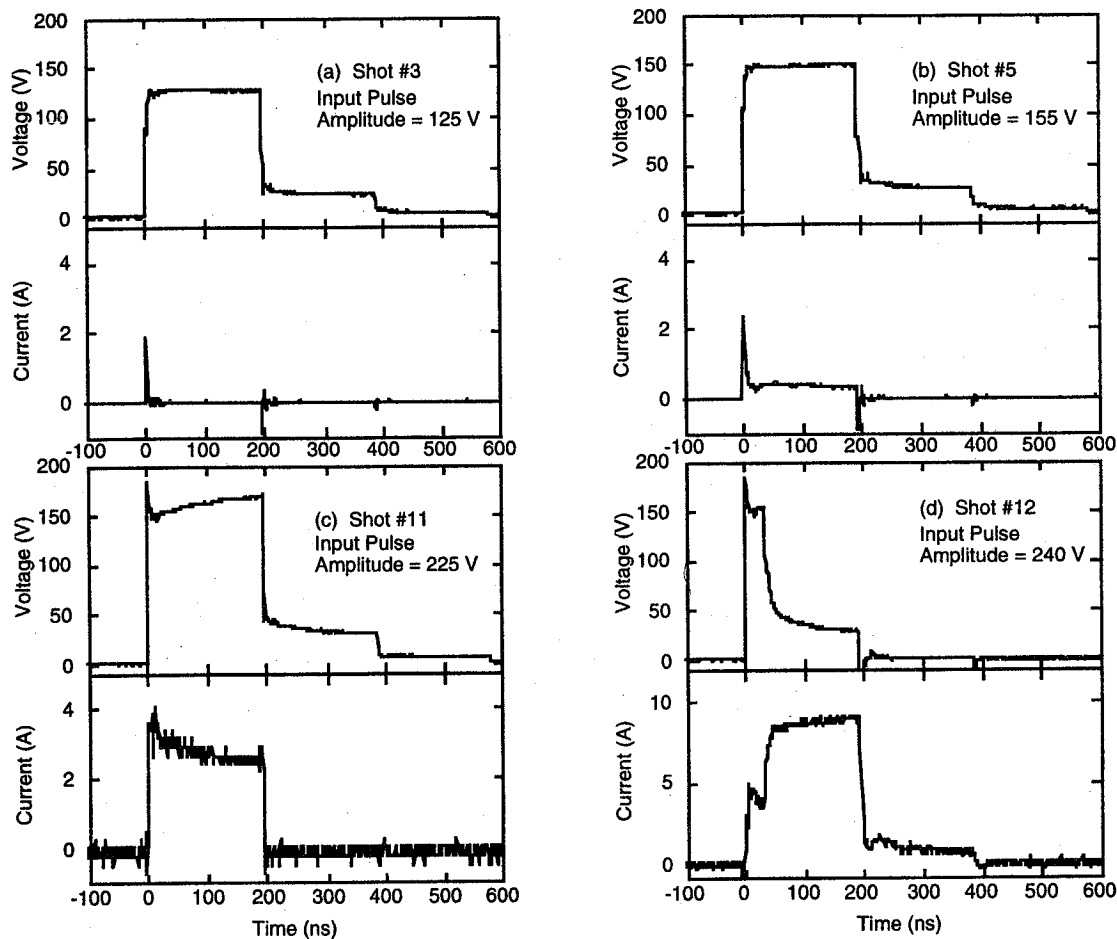 200
150
100
50
0
Voltage (V)
(a) Shot #3
Input Pulse
Amplitude = 125 V
4
2
0
Current (A)
-100 0 100 200 300 400 500 600
200
150
100
50
0
Voltage (V)
(b) Shot #5
Input Pulse
Amplitude = 155 V
4
2
0
Current (A)
-100 0 100 200 300 400 500 600
200
150
100
50
0
Voltage (V)
(c) Shot #11
Input Pulse
Amplitude = 225 V
4
2
0
Current (A)
-100 0 100 200 300 400 500 600
Time (ns)
200
150
100
50
0
Voltage (V)
(d) Shot #12
Input Pulse
Amplitude = 240 V
10
5
0
Current (A)
-100 0 100 200 300 400 500 600
Time (ns)